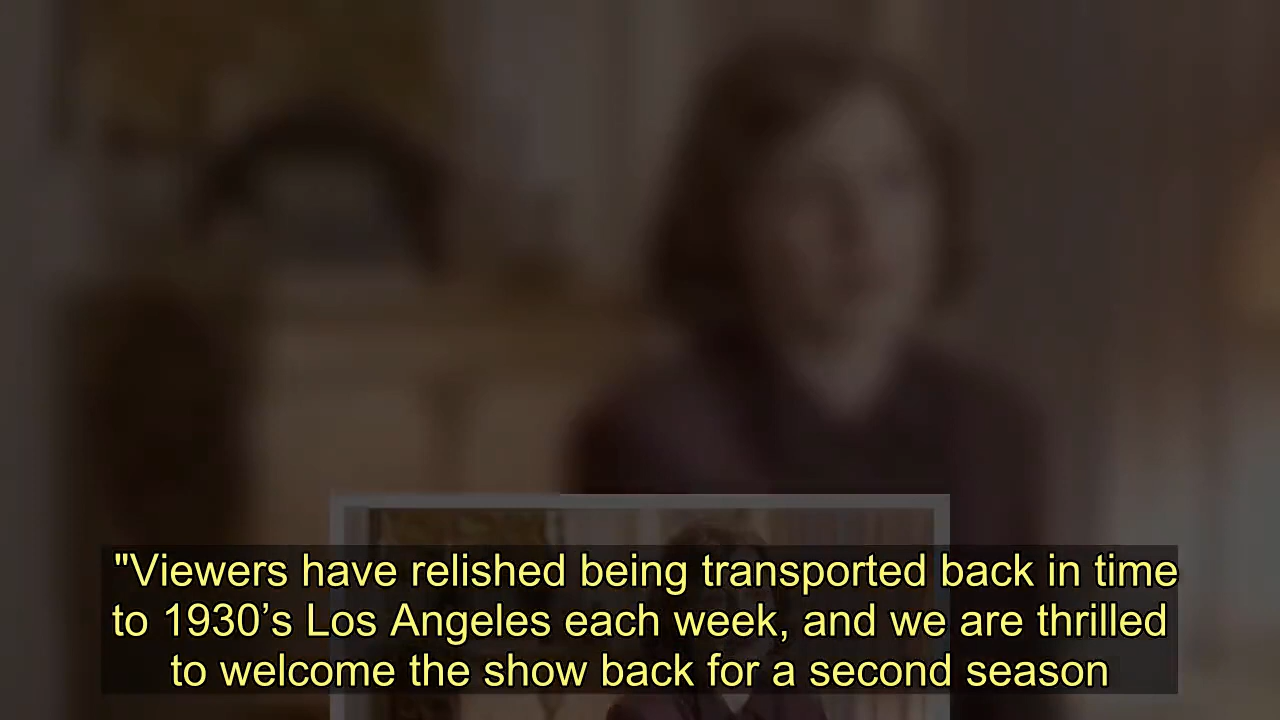 "Viewers have relished being transported back in time
to 1930’s Los Angeles each week, and we are thrilled
to welcome the show back for a second season